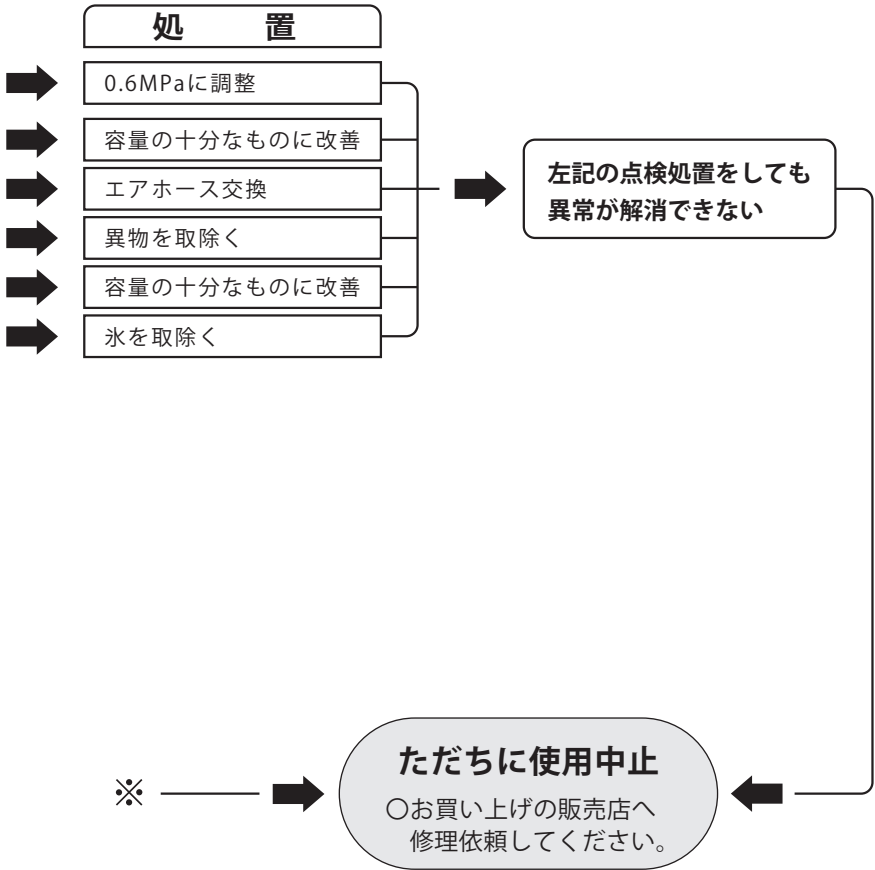 処　置
0.6MPaに調整
容量の十分なものに改善
エアホース交換
異物を取除く
容量の十分なものに改善
氷を取除く
左記の点検処置をしても
異常が解消できない
※
ただちに使用中止
○お買い上げの販売店へ
修理依頼してください。